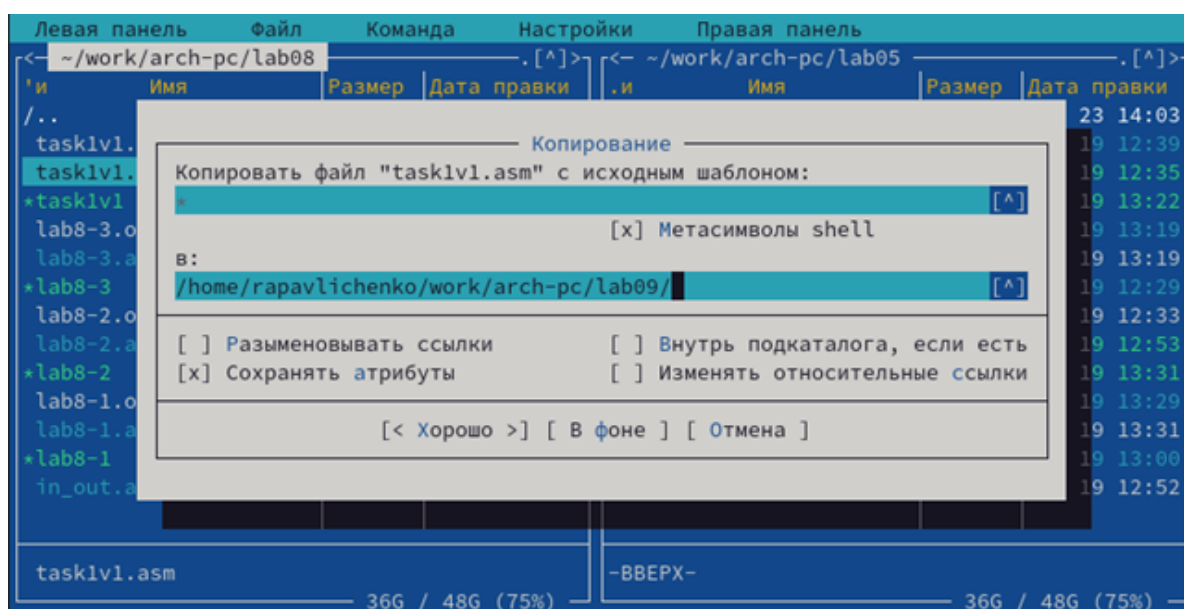 Левая панель Файл Команда Настройки Правая панель
<- ~/work/arch-pc/lab08 .[^]> <- ~/work/arch-pc/lab05 .[^]>
'и Имя Размер Дата правки .и Имя Размер Дата правки
/.. 23 14:03
task1v1. Копирование 19 12:39
task1v1. Копировать файл "task1v1.asm" с исходным шаблоном: 19 12:35
*task1v1 * [^] 19 13:22
lab8-3.o [x] Метасимволы shell 19 13:19
lab8-3.a в: 19 13:19
*lab8-3 /home/rapavlichenko/work/arch-pc/lab09/ [^] 19 12:29
lab8-2.o 19 12:33
lab8-2.a [ ] Разыменовывать ссылки [ ] Внутрь подкаталога, если есть 19 12:53
*lab8-2 [x] Сохранять атрибуты [ ] Изменять относительные ссылки 19 13:31
lab8-1.o 19 13:29
lab8-1.a [< Хорошо >] [ В фоне ] [ Отмена ] 19 13:31
*lab8-1 19 13:00
in_out.a 19 12:52
task1v1.asm -ВВЕРХ-
36G / 48G (75%) 36G / 48G (75%)